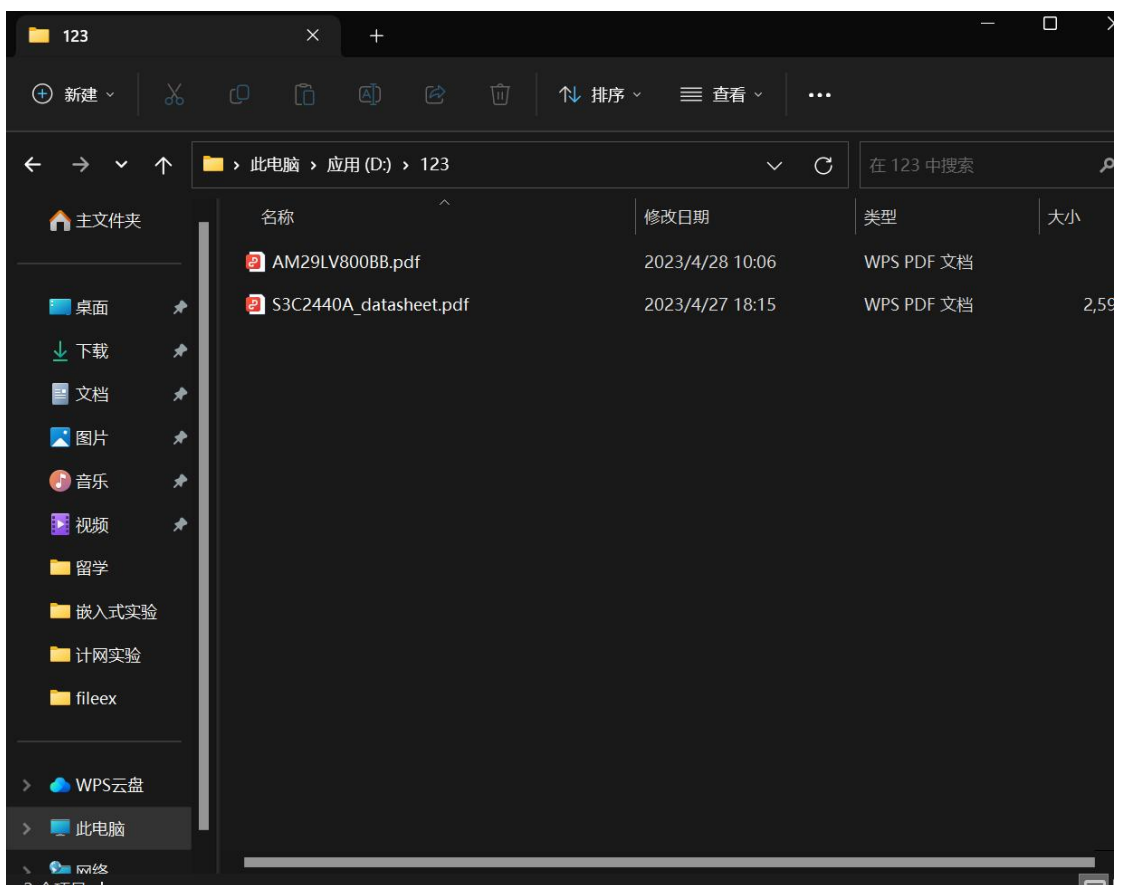 123
新建
排序
查看
此电脑 > 应用 (D:) > 123
在 123 中搜索
名称
修改日期
类型
大小
AM29LV800BB.pdf 2023/4/28 10:06 WPS PDF 文档
S3C2440A_datasheet.pdf 2023/4/27 18:15 WPS PDF 文档 2,59
主文件夹
桌面
下载
文档
图片
音乐
视频
留学
嵌入式实验
计网实验
fileex
WPS云盘
此电脑
网络